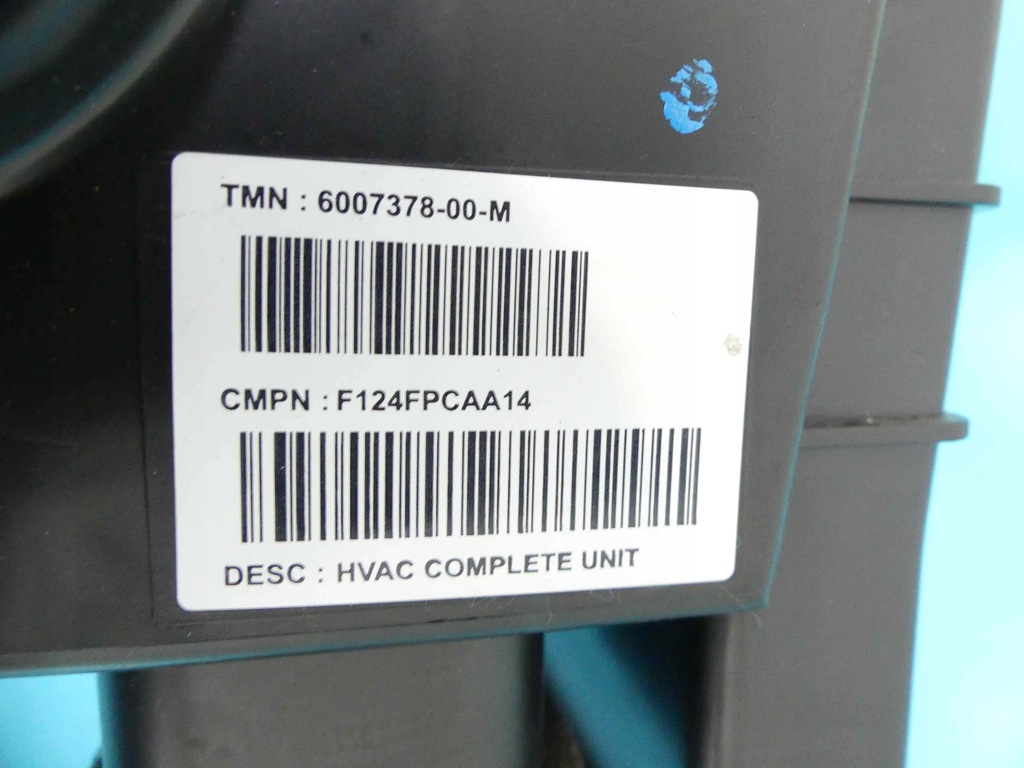 TMN : 6007378-00-M
CMPN : F124FPCAA14
DESC : HVAC COMPLETE UNIT